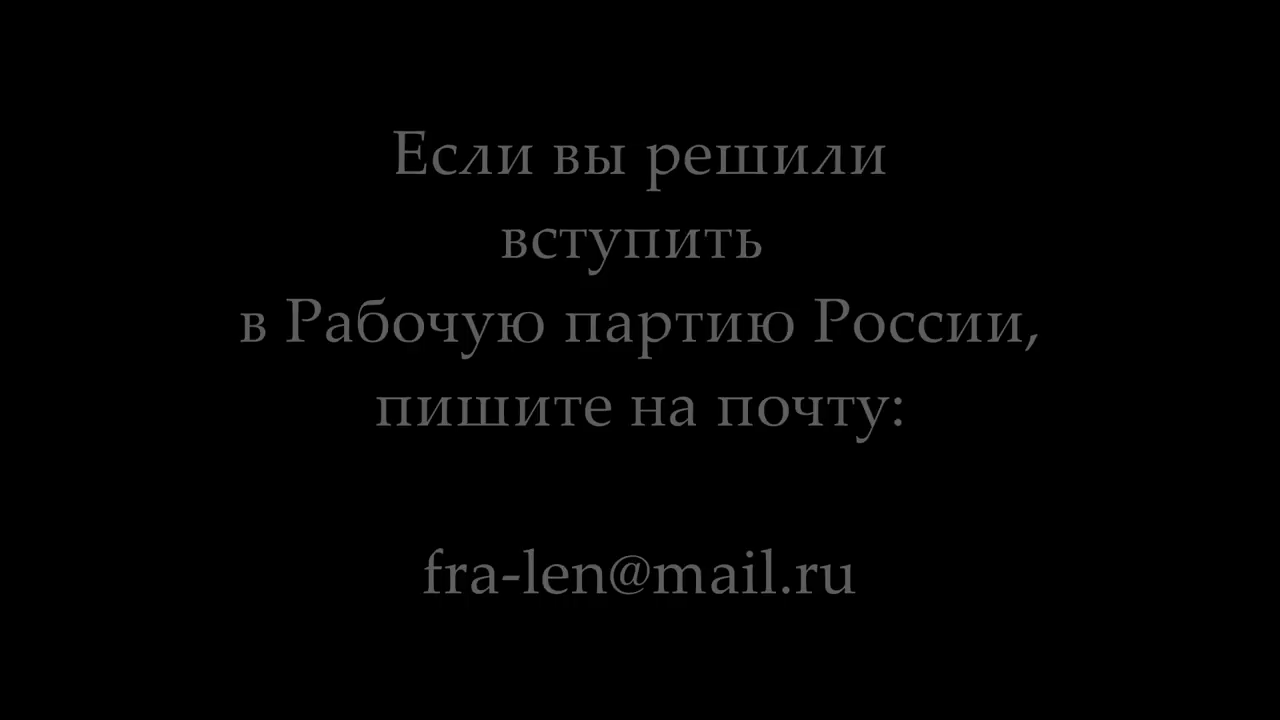 Если вы решили
вступить
в Рабочую партию России,
пишите на почту:
fra-len@mail.ru